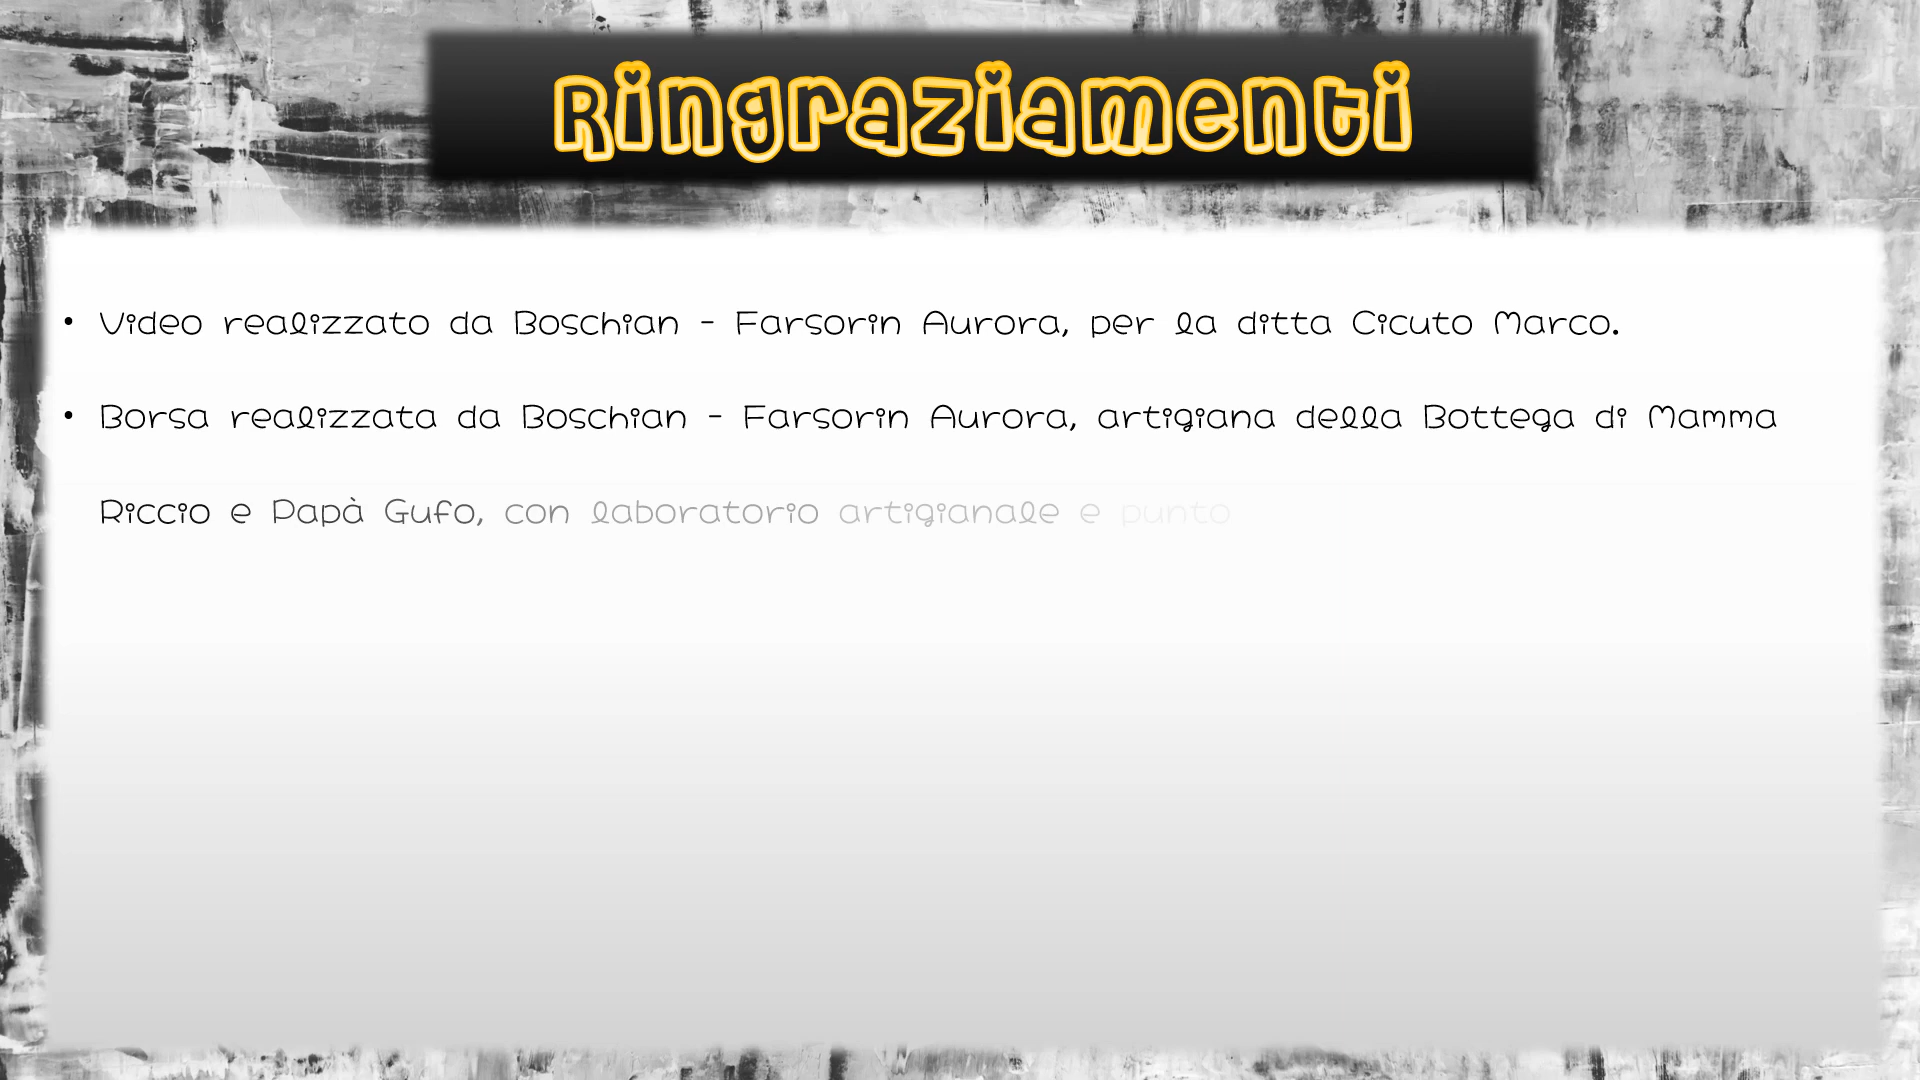 Ringraziamenti
• Video realizzato da Boschian - Farsorin Aurora, per la ditta Cicuto Marco.
• Borsa realizzata da Boschian - Farsorin Aurora, artigiana della Bottega di Mamma
Riccio e Papà Gufo, con laboratorio artigianale e punto